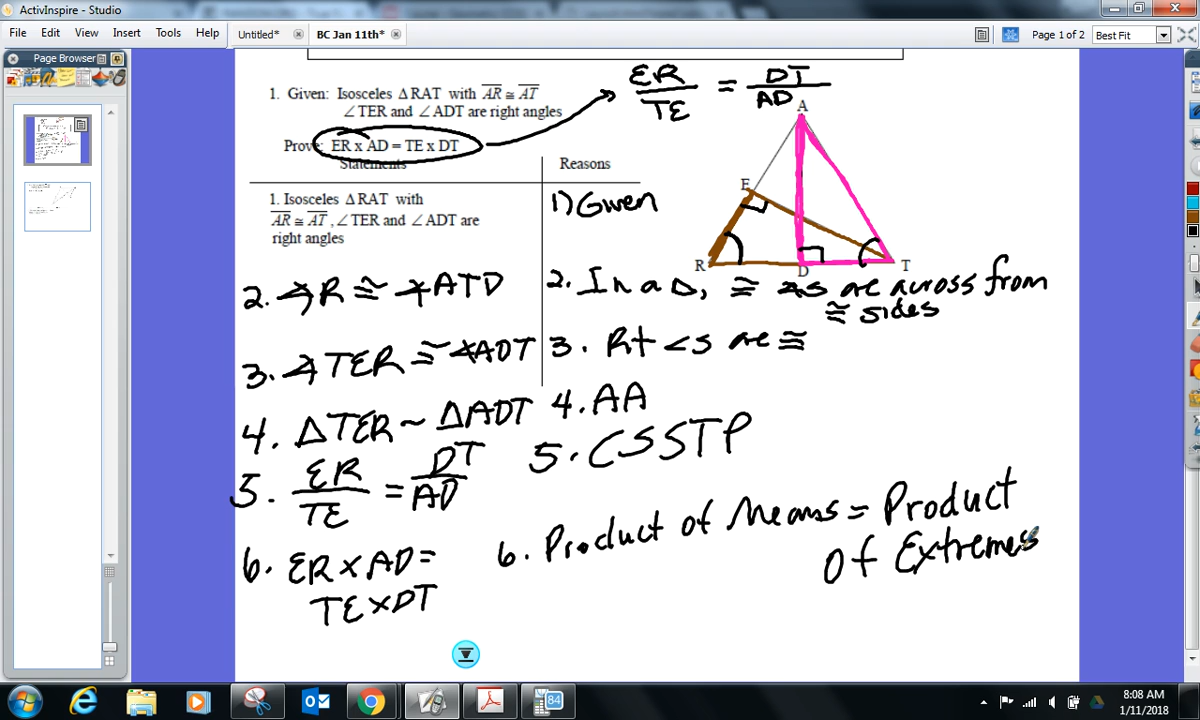 ActivInspire - Studio
File Edit View Insert Tools Help
Untitled*
BC Jan 11th*
Page 1 of 2
Best Fit
Page Browser
1. Given: Isosceles ΔRAT with AR ≅ AT
∠TER and ∠ADT are right angles
Prove: ER x AD = TE x DT
ER/TE = DT/AD
Statements
Reasons
1. Isosceles ΔRAT with
AR ≅ AT, ∠TER and ∠ADT are
right angles
1) Given
A
E
R
D
T
2. ∠R ≅ ∠ATD
2. In a Δ, ≅ ∠s are across from
≅ sides
3. ∠TER ≅ ∠ADT
3. Rt <s are ≅
4. ΔTER ~ ΔADT
4. AA
5. ER/TE = DT/AD
5. CSSTP
6. ER x AD =
TE x DT
6. Product of Means = Product
of Extremes
84
8:08 AM
1/11/2018